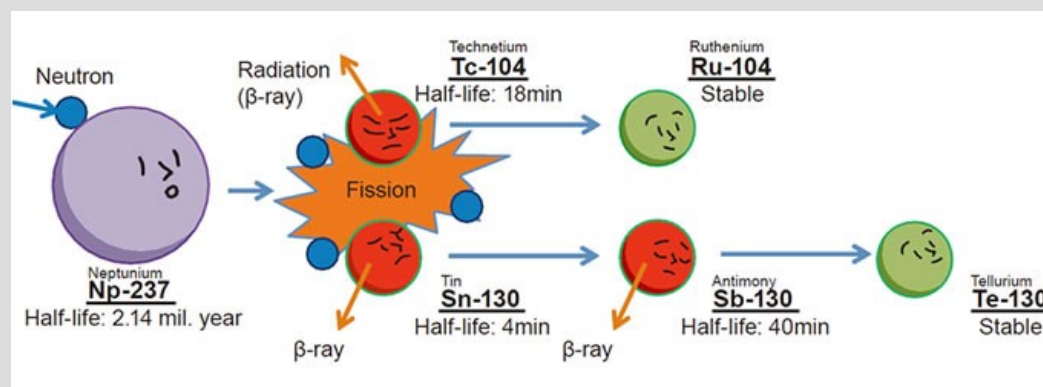 Neutron
Neptunium
Np-237
Half-life: 2.14 mil. year
Radiation
(β-ray)
Fission
β-ray
Technetium
Tc-104
Half-life: 18min
Ruthenium
Ru-104
Stable
Tin
Sn-130
Half-life: 4min
β-ray
Antimony
Sb-130
Half-life: 40min
Tellurium
Te-130
Stable